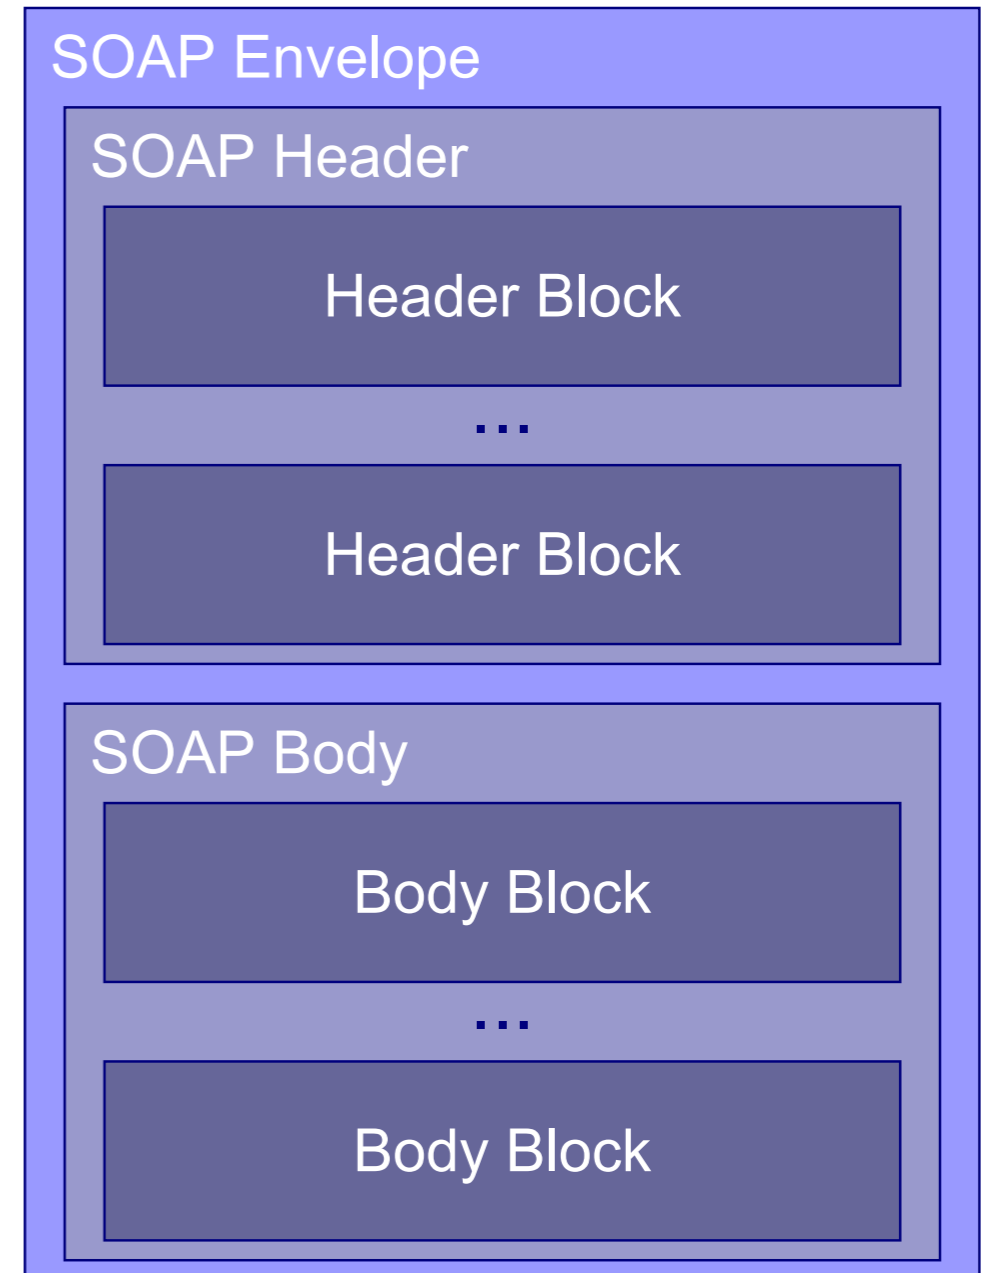 SOAP Envelope
SOAP Header
Header Block
...
Header Block
SOAP Body
Body Block
...
Body Block